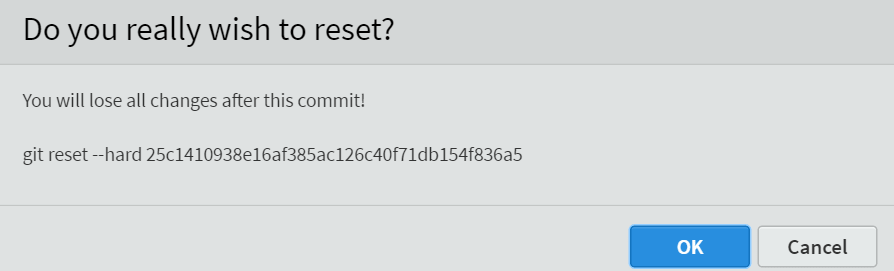 Do you really wish to reset?
You will lose all changes after this commit!
git reset --hard 25c1410938e16af385ac126c40f71db154f836a5
OK
Cancel